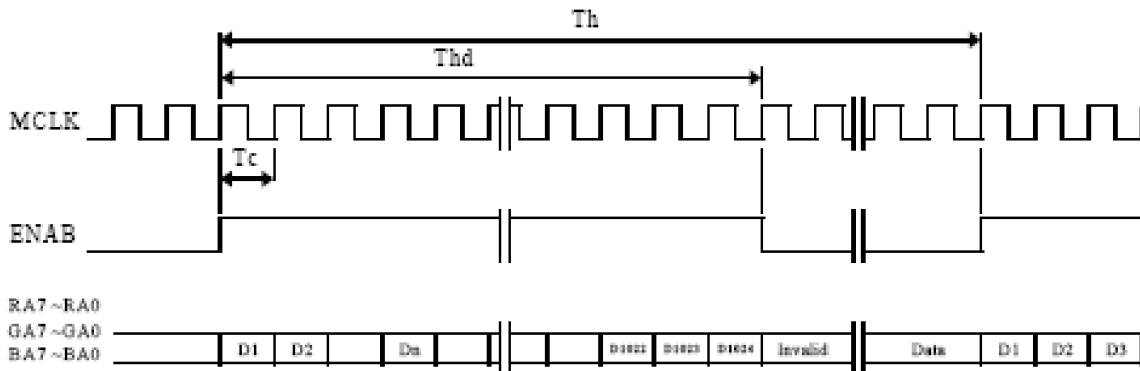 Th
Thd
MCLK
Tc
ENAB
RA7~RA0
GA7~GA0
BA7~BA0 D1 D2 Dn D1022 D1023 D1024 Invalid Data D1 D2 D3